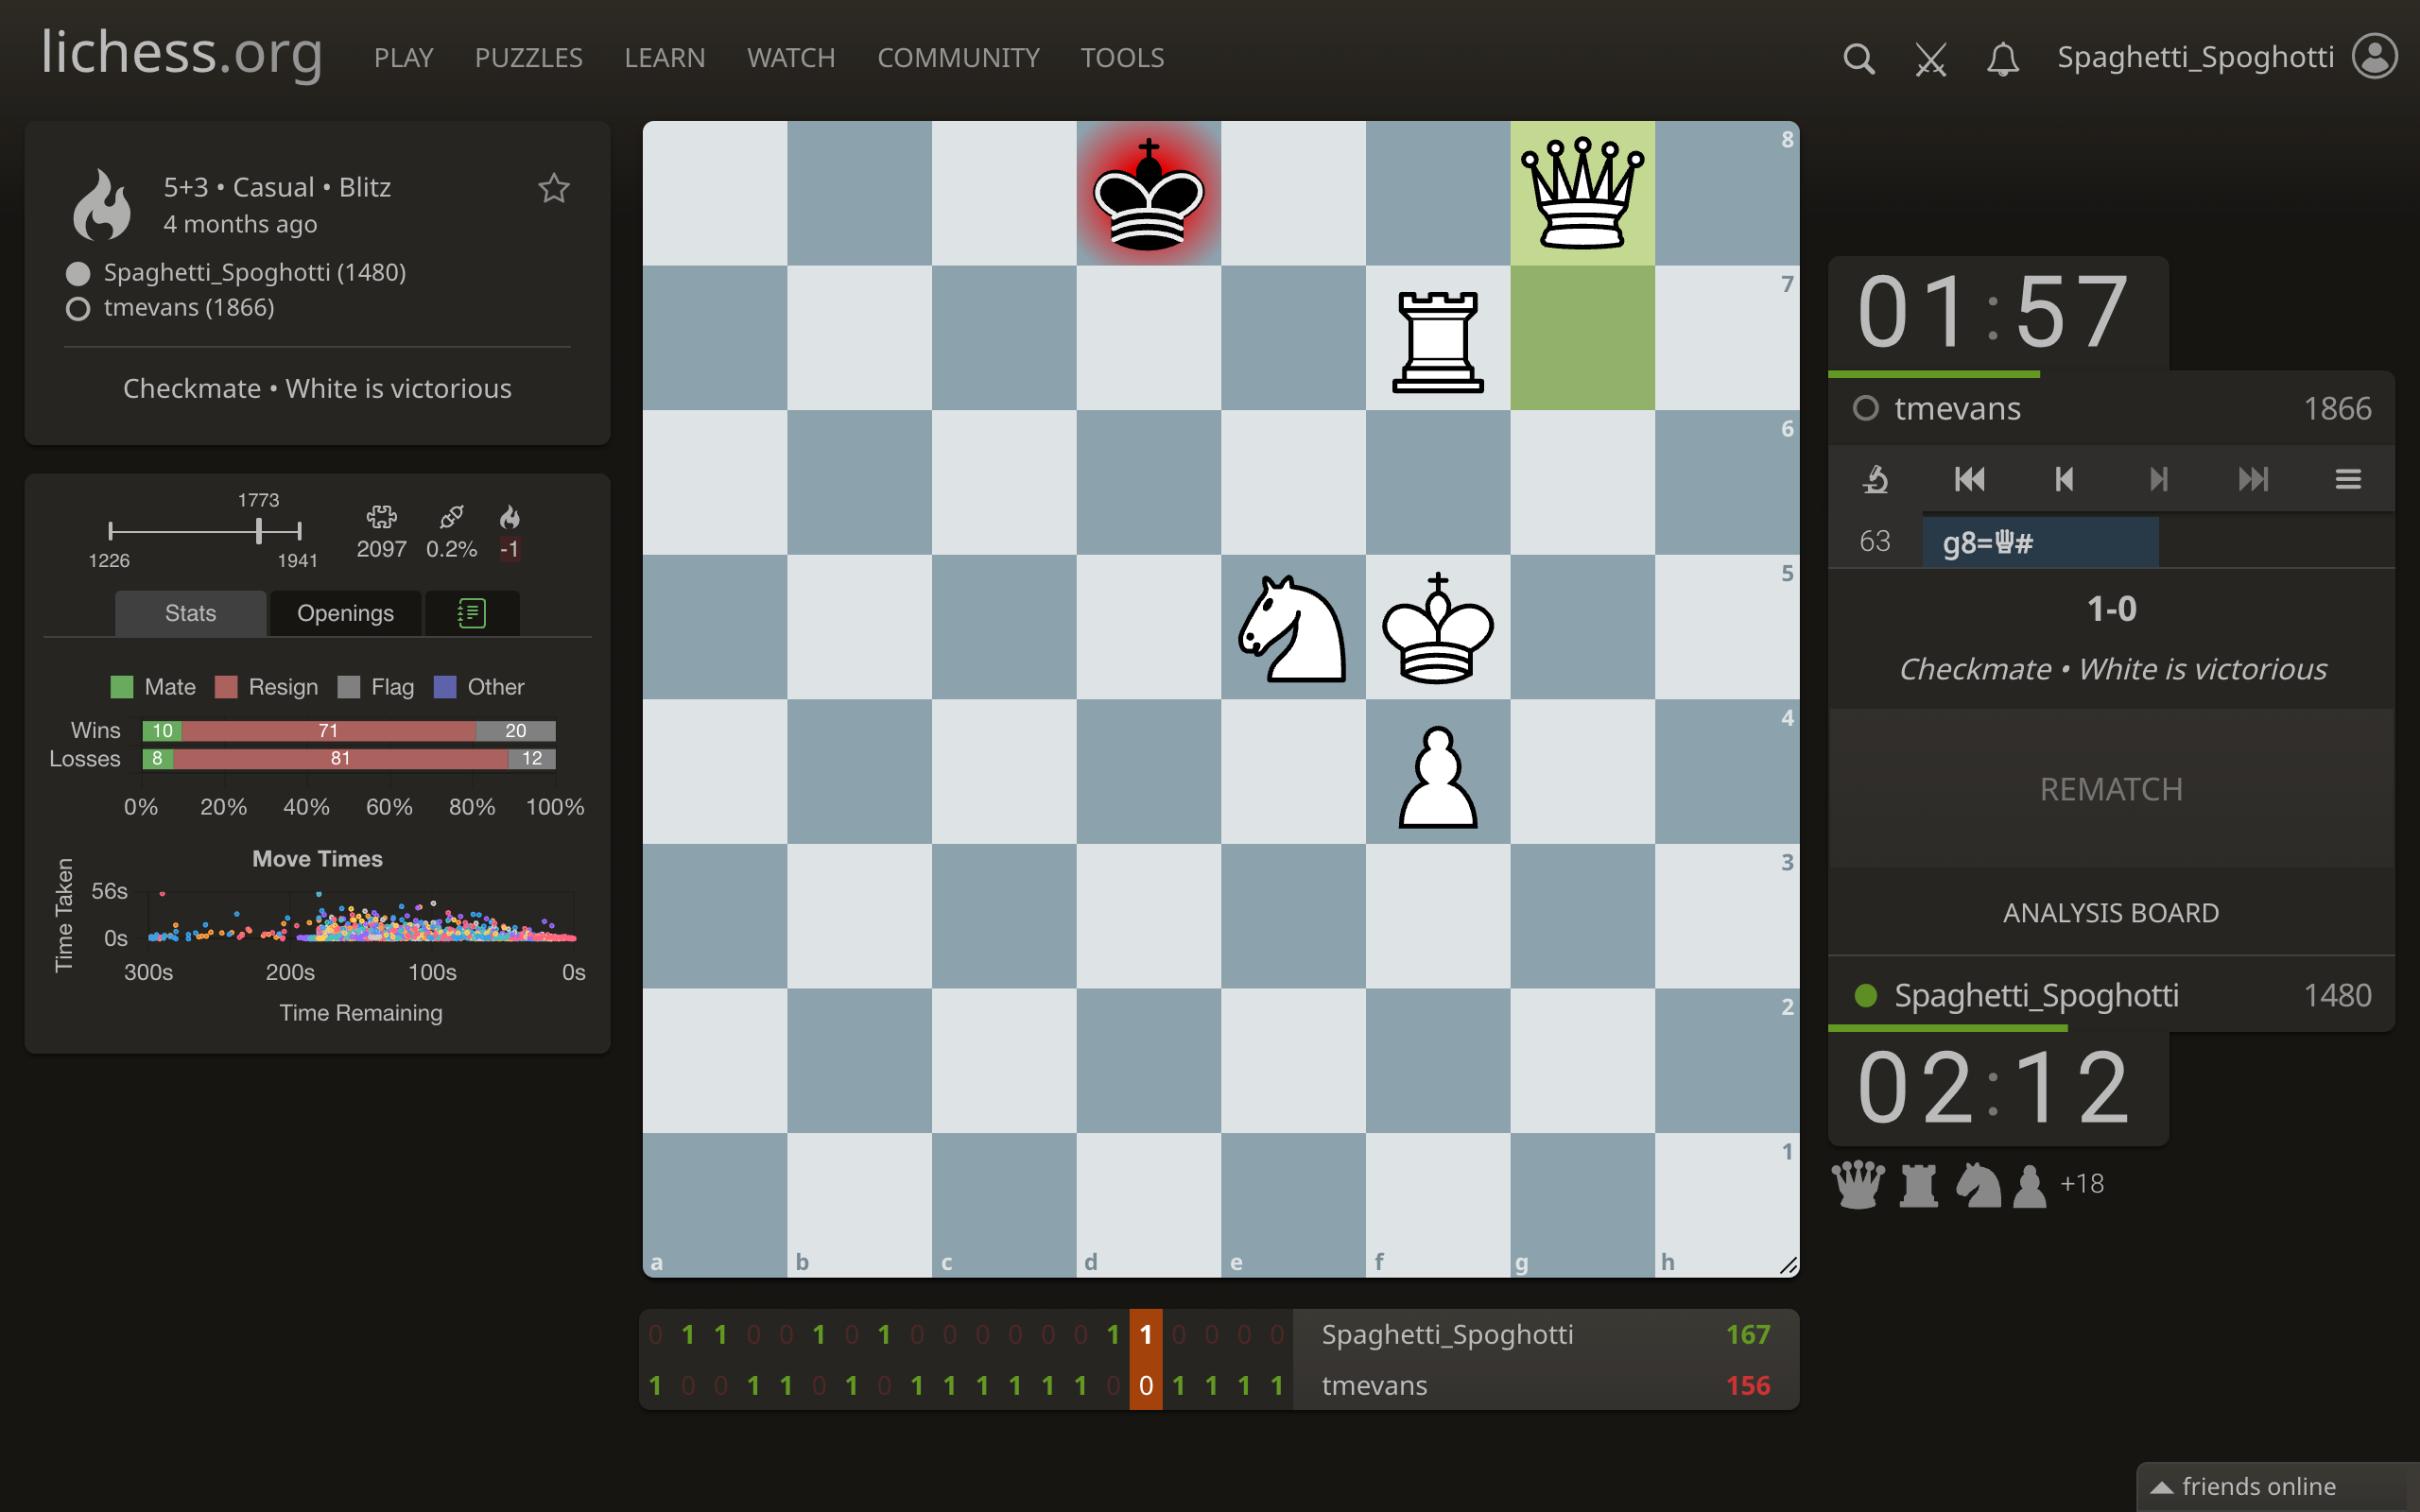 lichess.org PLAY PUZZLES LEARN WATCH COMMUNITY TOOLS Spaghetti_Spoghotti
5+3 • Casual • Blitz
4 months ago
Spaghetti_Spoghotti (1480)
tmevans (1866)
Checkmate • White is victorious
1773
1226 1941
2097 0.2% -1
Stats Openings
Mate Resign Flag Other
Wins 10 71 20
Losses 8 81 12
0% 20% 40% 60% 80% 100%
Move Times
Time Taken
56s
0s
300s 200s 100s 0s
Time Remaining
8
7
6
5
4
3
2
1
a b c d e f g h
0 1 1 0 0 1 0 1 0 0 0 0 0 0 1 1 0 0 0 0 Spaghetti_Spoghotti 167
1 0 0 1 1 0 1 0 1 1 1 1 1 1 0 0 1 1 1 1 tmevans 156
01:57
tmevans 1866
63 g8=♛#
1-0
Checkmate • White is victorious
REMATCH
ANALYSIS BOARD
Spaghetti_Spoghotti 1480
02:12
+18
friends online